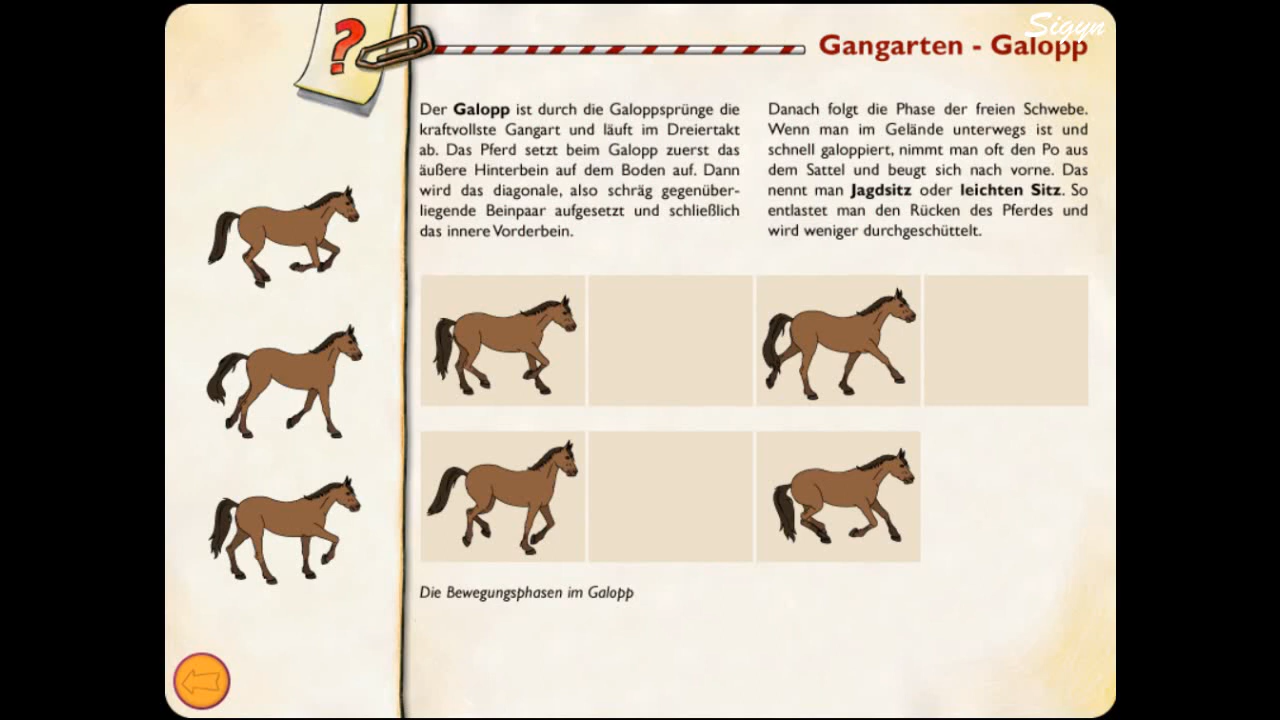 Sigyn
?
Gangarten - Galopp
Der Galopp ist durch die Galoppsprünge die
kraftvollste Gangart und läuft im Dreiertakt
ab. Das Pferd setzt beim Galopp zuerst das
äußere Hinterbein auf dem Boden auf. Dann
wird das diagonale, also schräg gegenüber-
liegende Beinpaar aufgesetzt und schließlich
das innere Vorderbein.
Danach folgt die Phase der freien Schwebe.
Wenn man im Gelände unterwegs ist und
schnell galoppiert, nimmt man oft den Po aus
dem Sattel und beugt sich nach vorne. Das
nennt man Jagdsitz oder leichten Sitz. So
entlastet man den Rücken des Pferdes und
wird weniger durchgeschüttelt.
Die Bewegungsphasen im Galopp